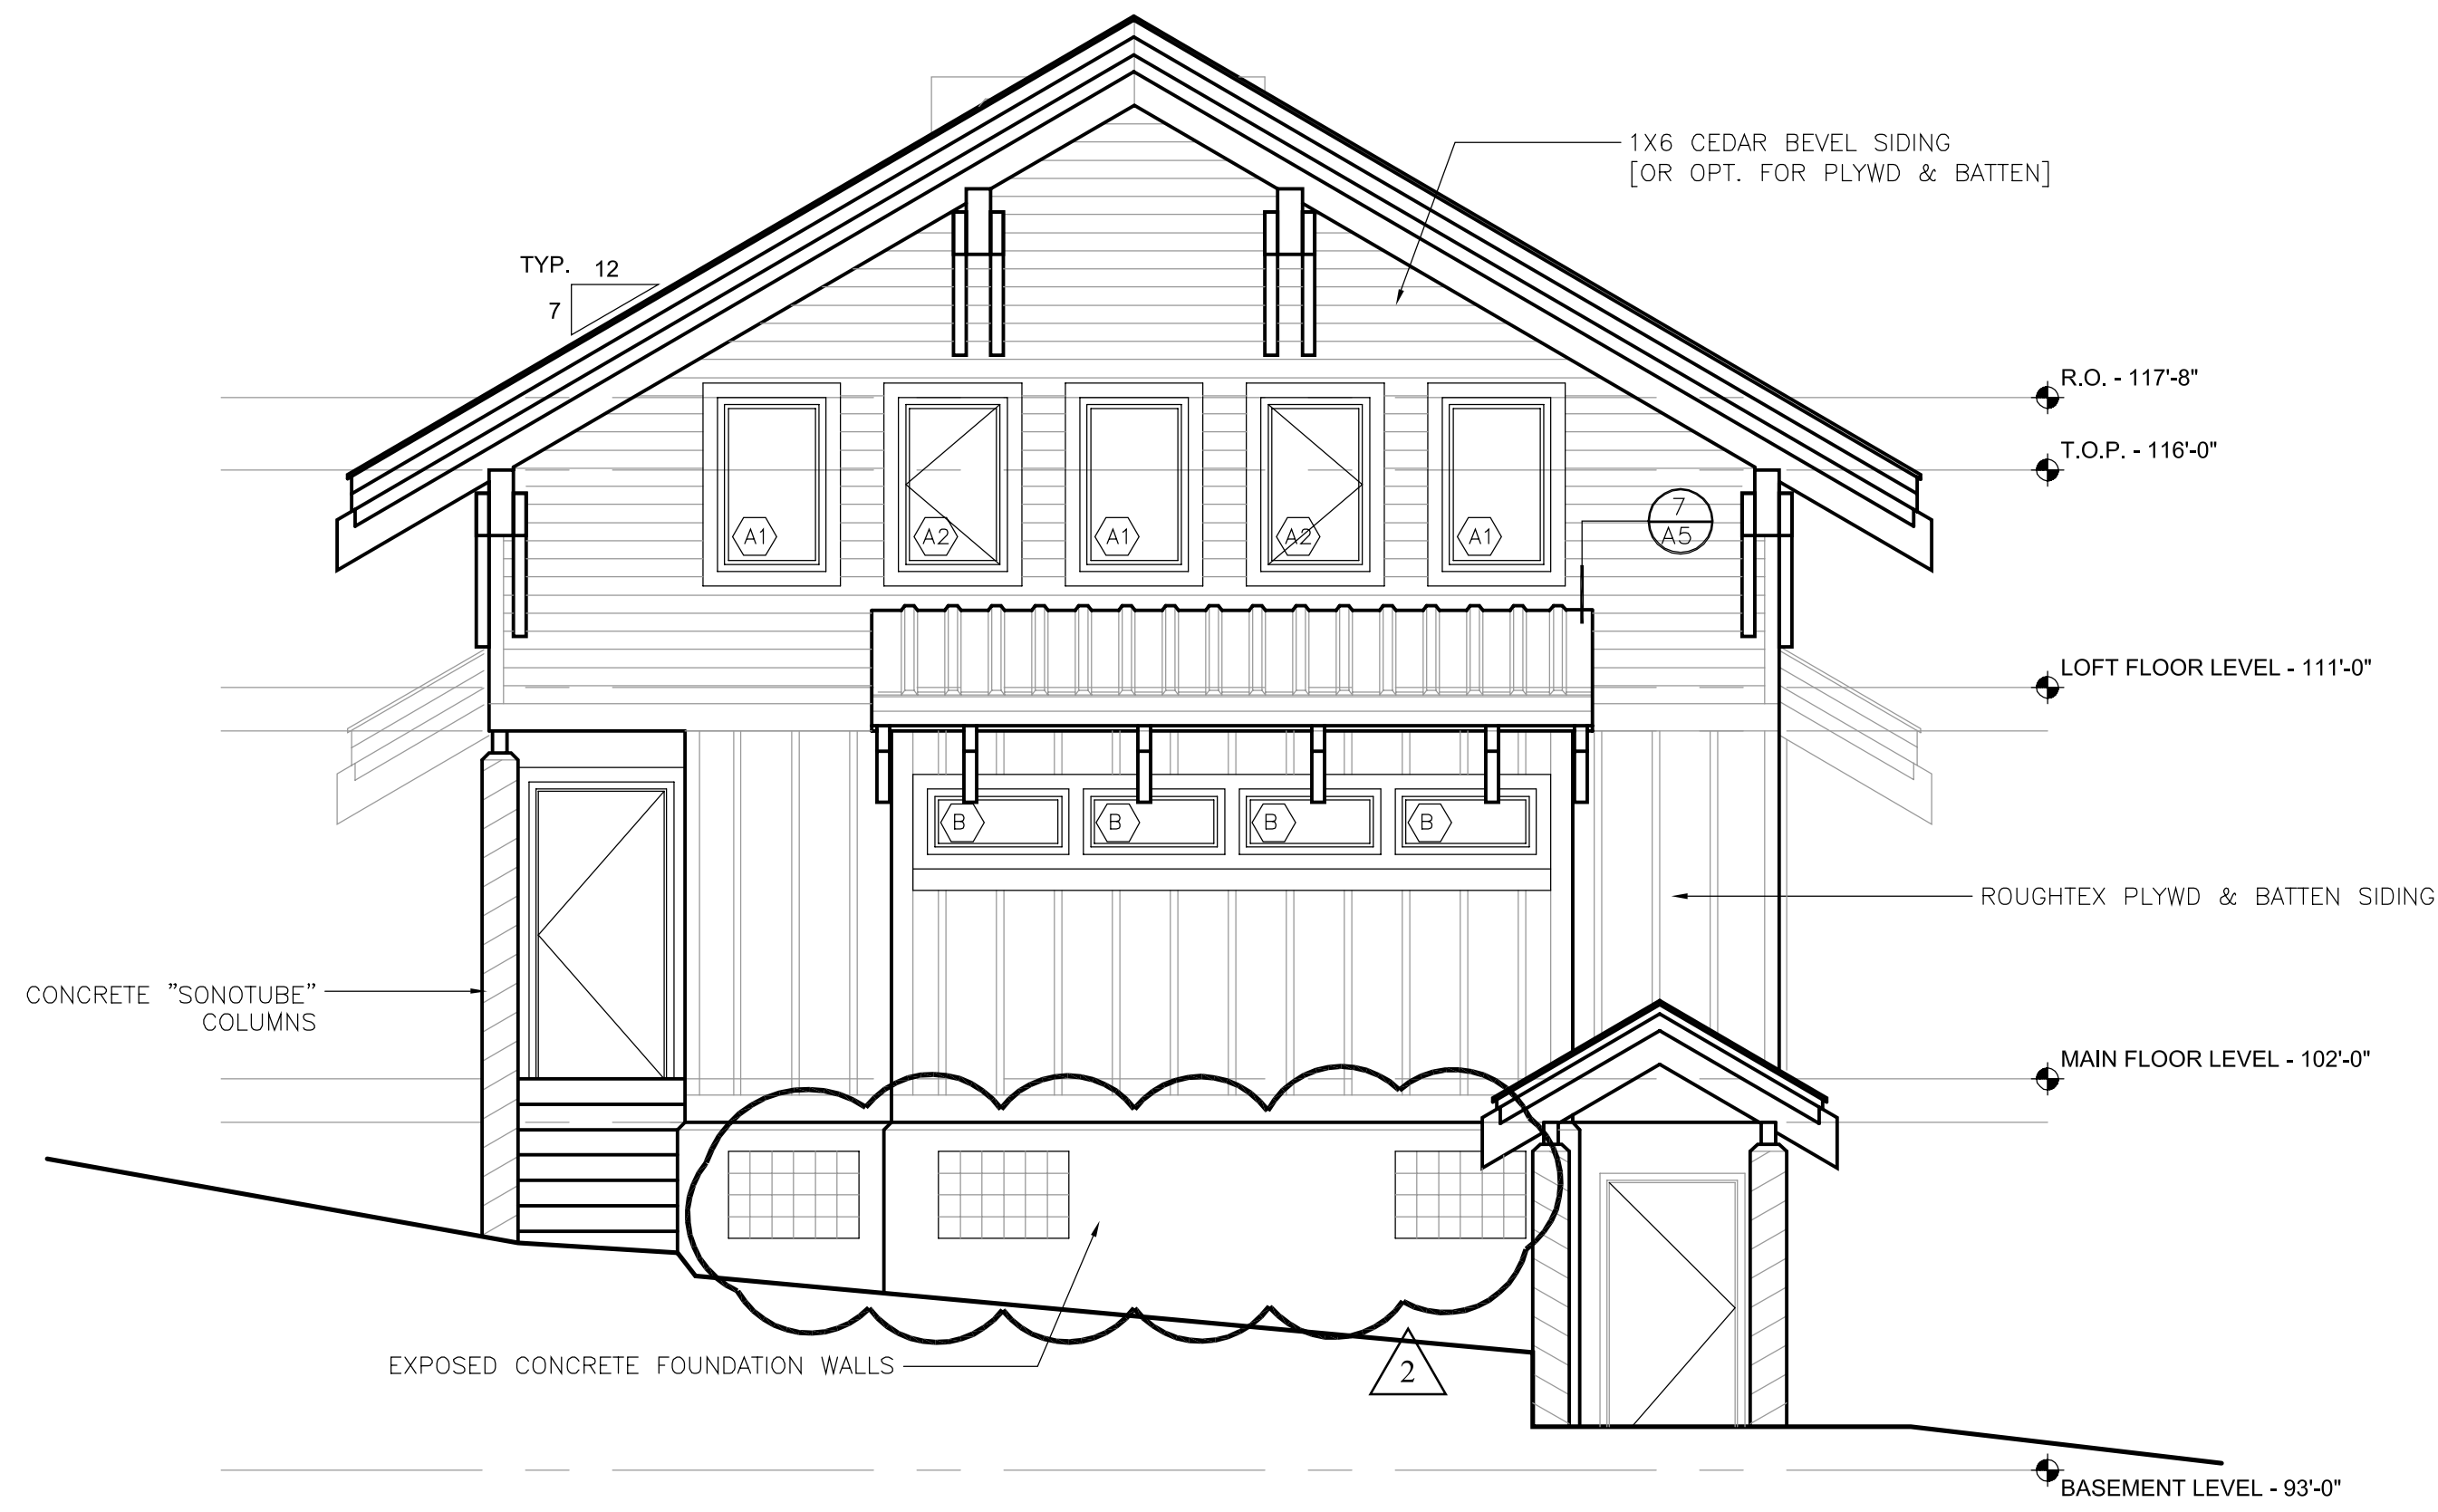 1X6 CEDAR BEVEL SIDING
[OR OPT. FOR PLYWD & BATTEN]
TYP. 12
7
R.O. - 117'-8"
T.O.P. - 116'-0"
7
A5
A1
A2
A1
A2
A1
LOFT FLOOR LEVEL - 111'-0"
B
B
B
B
ROUGHTEX PLYWD & BATTEN SIDING
CONCRETE "SONOTUBE"
COLUMNS
MAIN FLOOR LEVEL - 102'-0"
EXPOSED CONCRETE FOUNDATION WALLS
2
BASEMENT LEVEL - 93'-0"